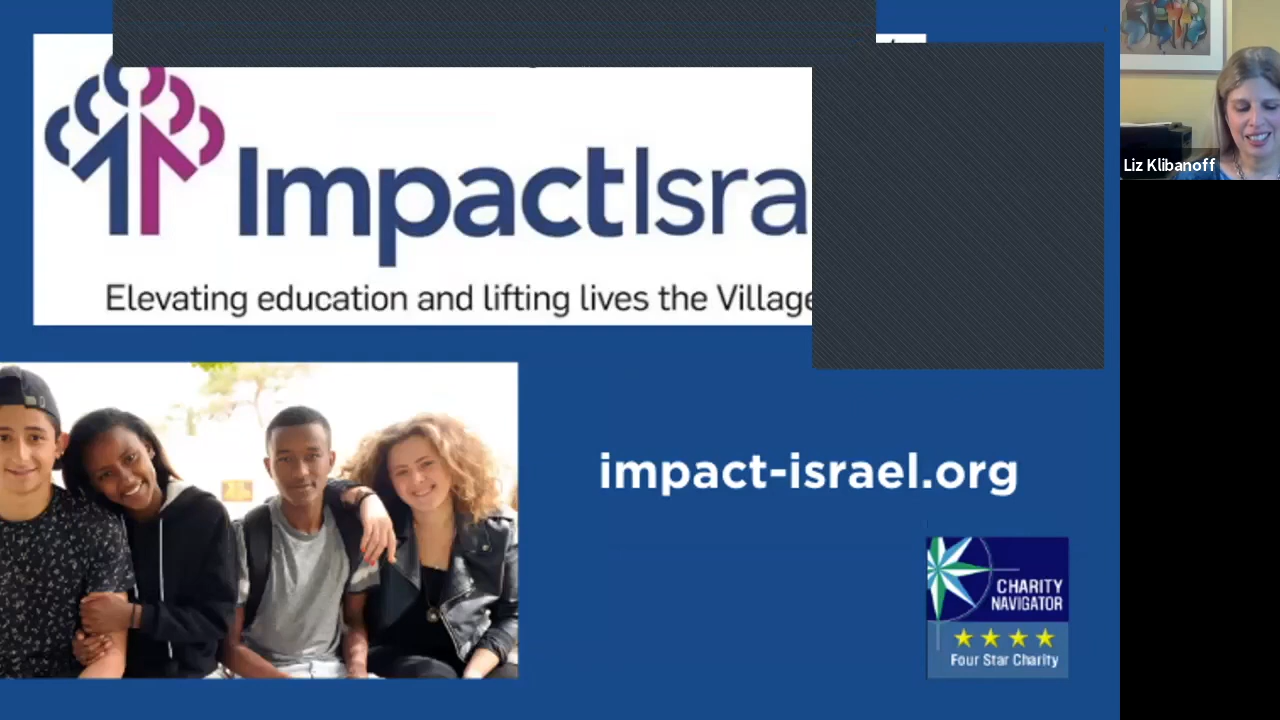 ImpactIsra
Elevating education and lifting lives the Village
impact-israel.org
CHARITY
NAVIGATOR
Four Star Charity
Liz Klibanoff